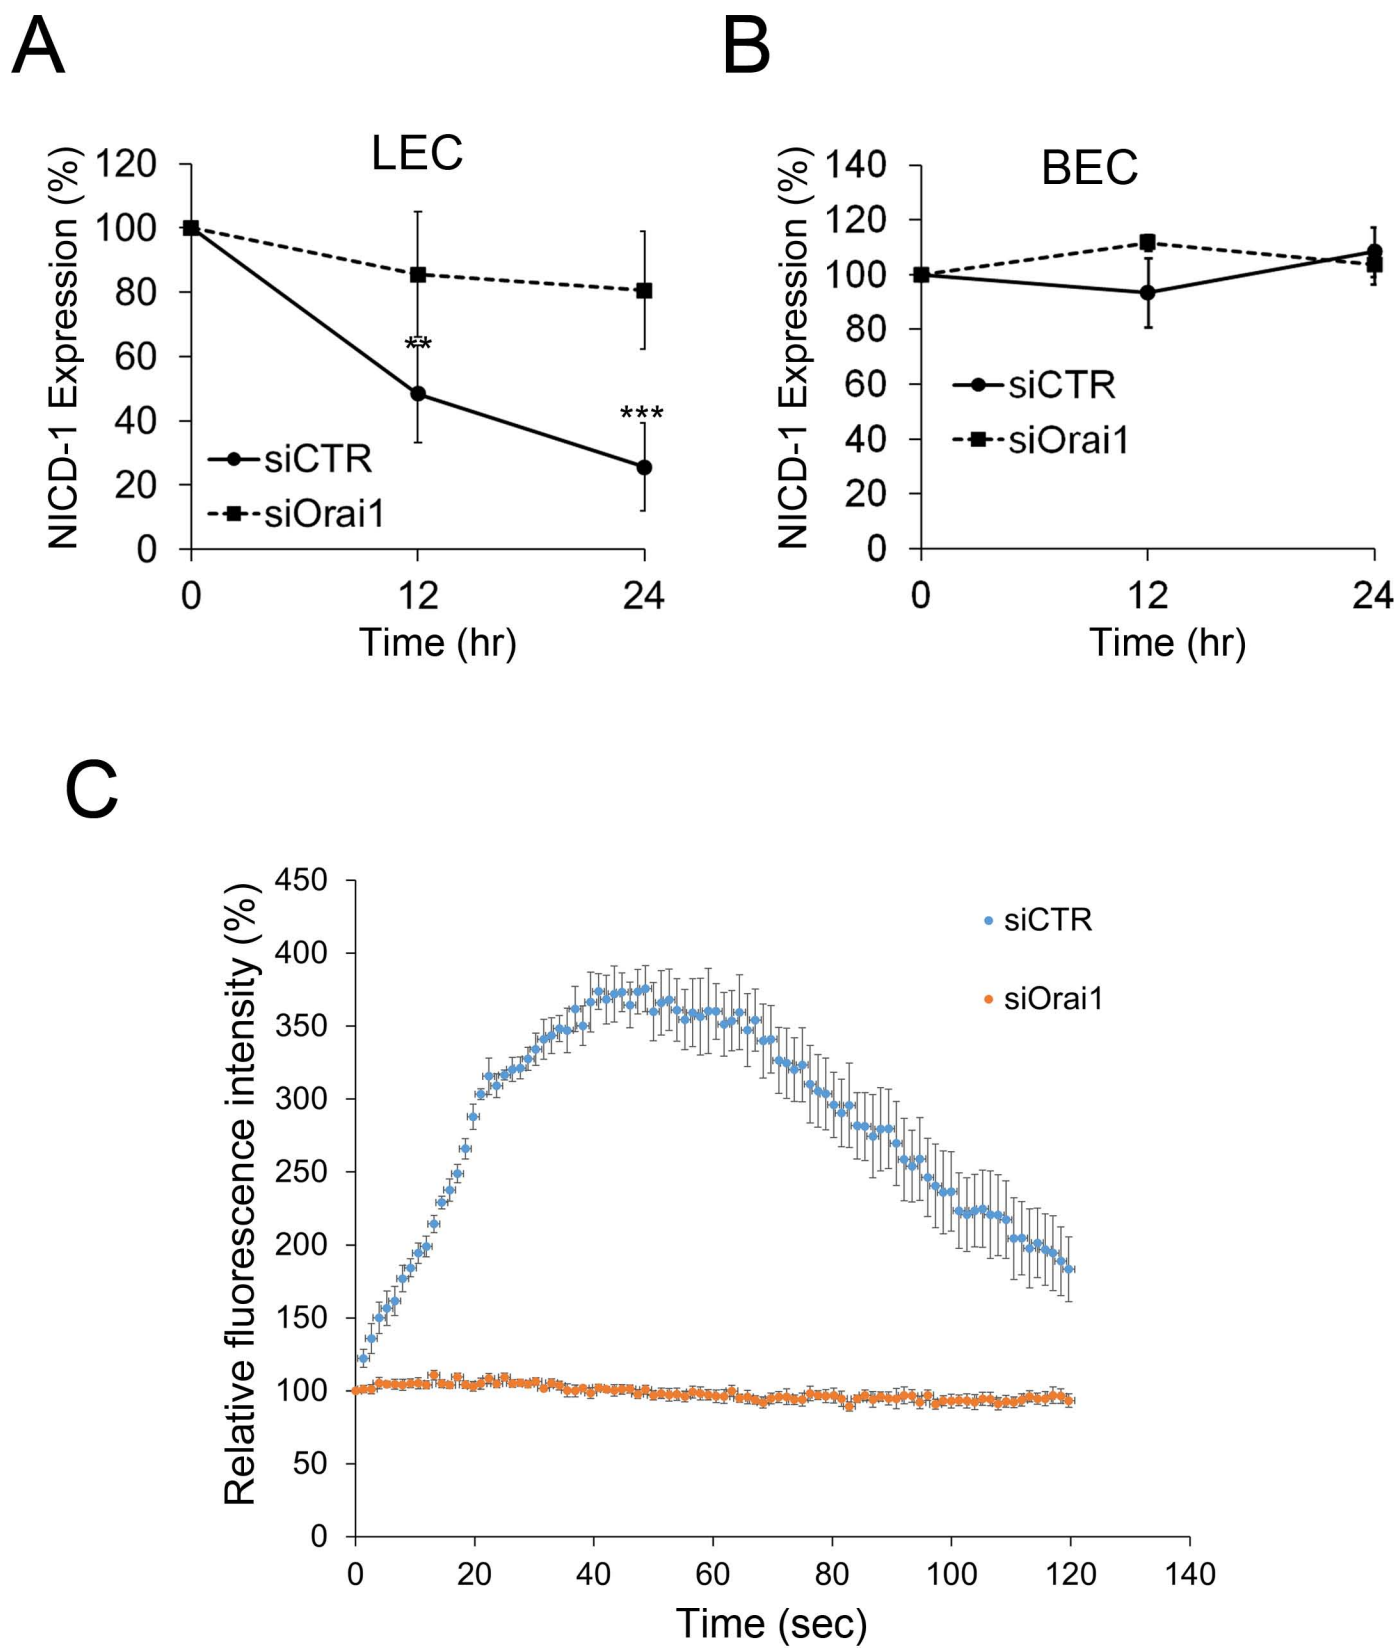 A
LEC
NICD-1 Expression (%)
120
100
80
60
40
20
0
**
***
siCTR
siOrai1
0 12 24
Time (hr)
B
BEC
NICD-1 Expression (%)
140
120
100
80
60
40
20
0
siCTR
siOrai1
0 12 24
Time (hr)
C
Relative fluorescence intensity (%)
450
400
350
300
250
200
150
100
50
0
siCTR
siOrai1
0 20 40 60 80 100 120 140
Time (sec)